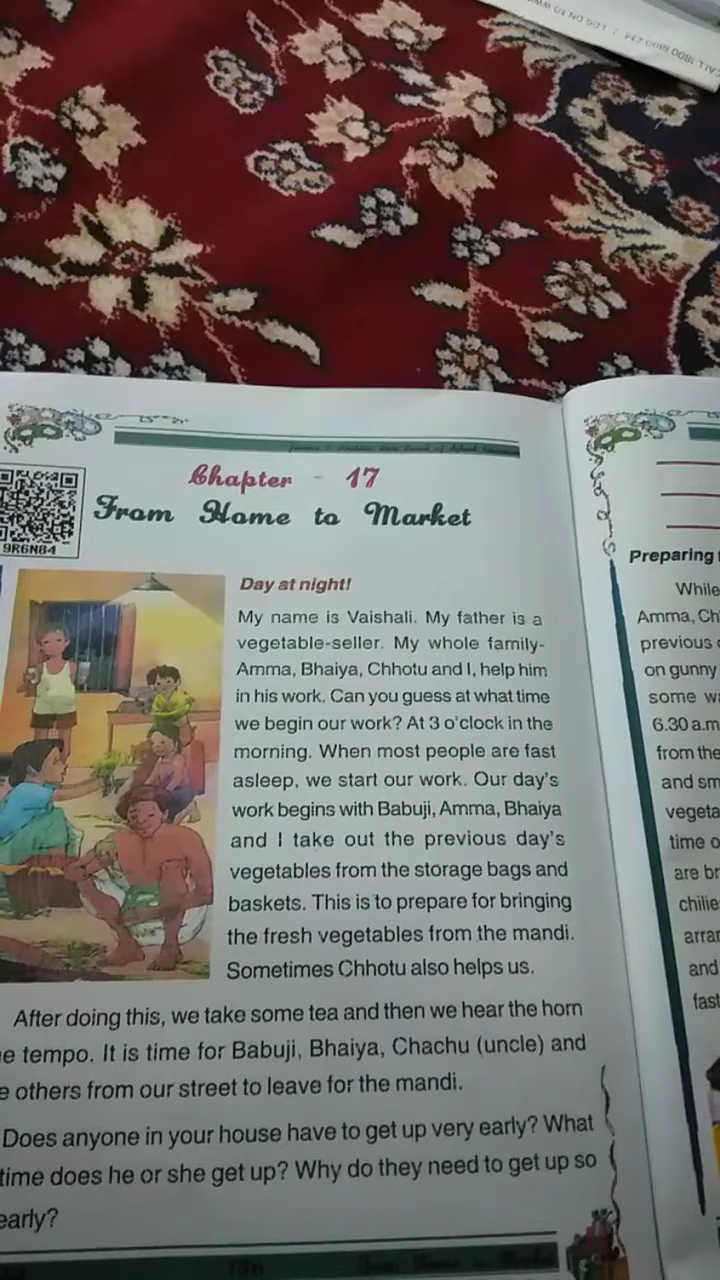 CALL 1800 1800 234 / LOG ON TO
Chapter - 17
From Home to Market
9R6N84
Day at night!
My name is Vaishali. My father is a
vegetable-seller. My whole family-
Amma, Bhaiya, Chhotu and I, help him
in his work. Can you guess at what time
we begin our work? At 3 o'clock in the
morning. When most people are fast
asleep, we start our work. Our day's
work begins with Babuji, Amma, Bhaiya
and I take out the previous day's
vegetables from the storage bags and
baskets. This is to prepare for bringing
the fresh vegetables from the mandi.
Sometimes Chhotu also helps us.
After doing this, we take some tea and then we hear the horn
e tempo. It is time for Babuji, Bhaiya, Chachu (uncle) and
e others from our street to leave for the mandi.
Does anyone in your house have to get up very early? What
time does he or she get up? Why do they need to get up so
early?
Preparing
While
Amma, Ch
previous
on gunny
some w
6.30 a.m
from the
and sm
vegeta
time o
are br
chilie
arrar
and
fast